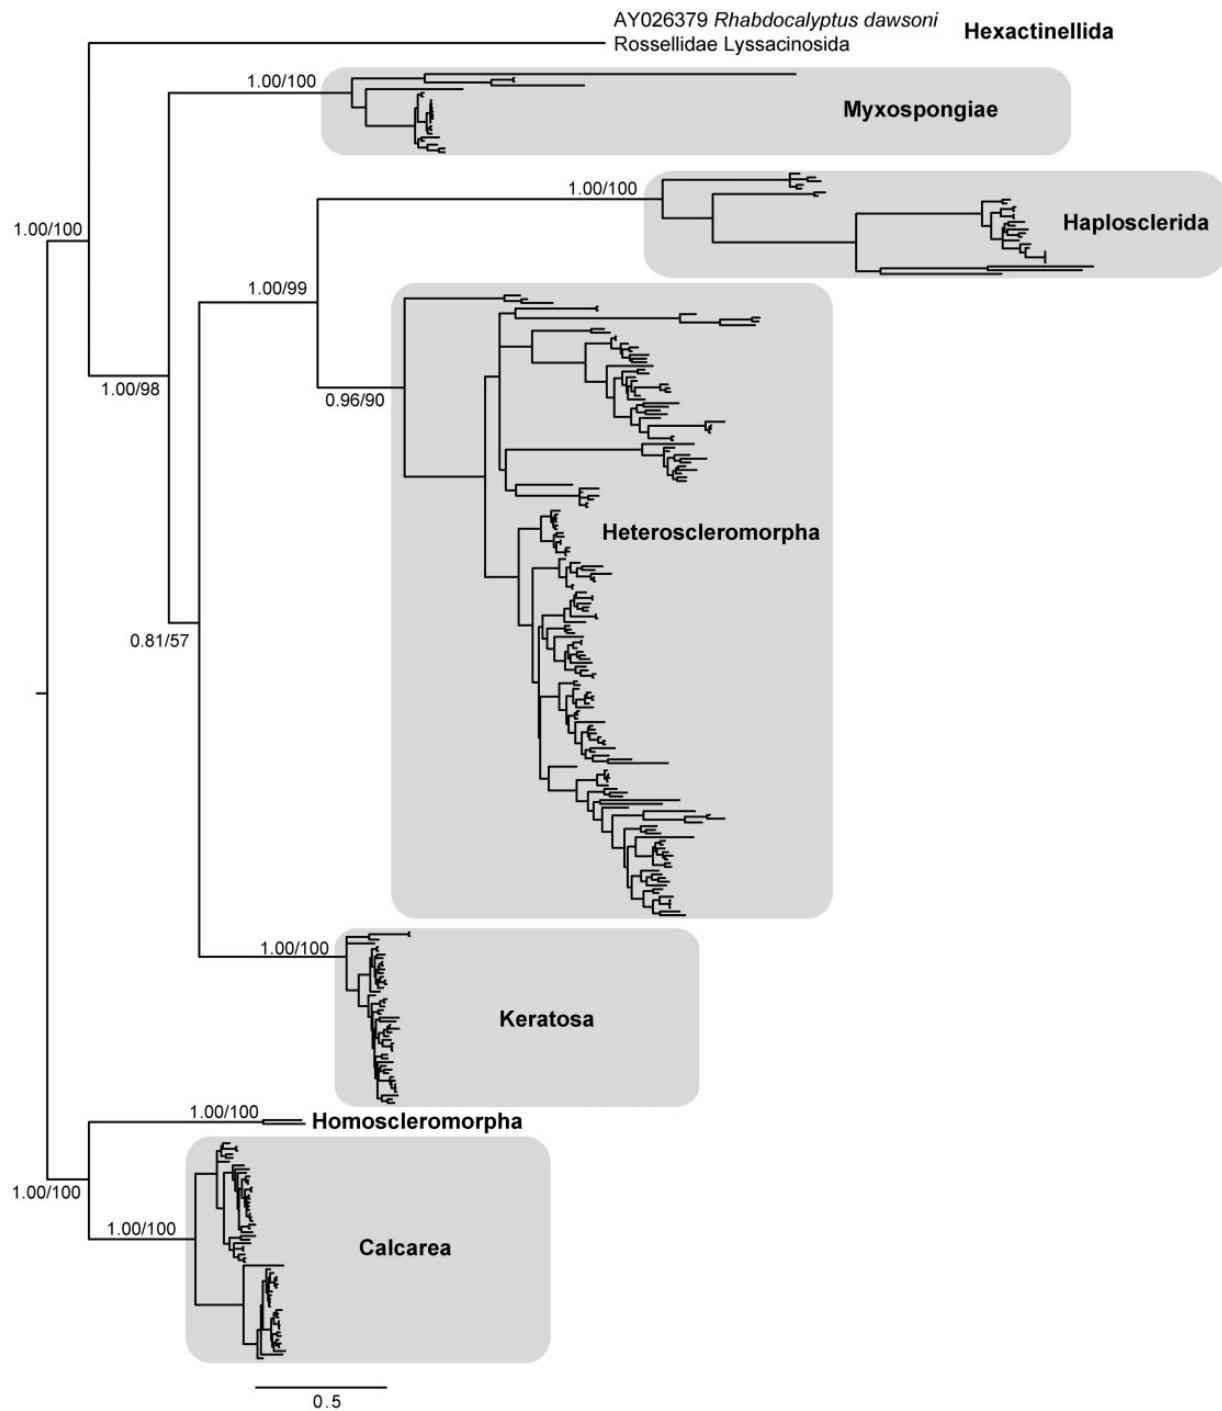 AY026379 Rhabdocalyptus dawsoni
Rossellidae Lyssacinosida
Hexactinellida
1.00/100
Myxospongiae
1.00/100
Haplosclerida
1.00/100
1.00/99
1.00/98
0.96/90
Heteroscleromorpha
0.81/57
1.00/100
Keratosa
1.00/100
Homoscleromorpha
1.00/100
1.00/100
Calcarea
0.5